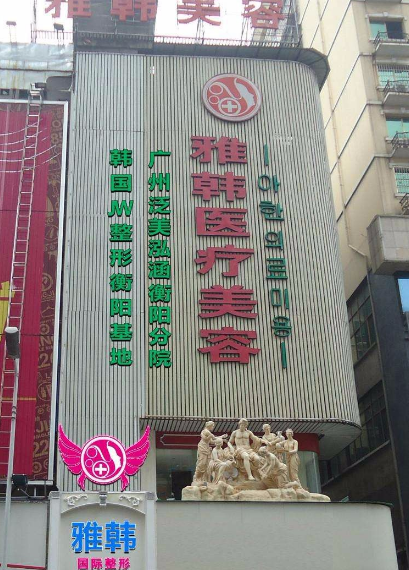 雅韩美容
雅韩医疗美容
아한의료미용
广州泛美泓涵衡阳分院
韩国JW整形衡阳基地
雅韩
国际整形